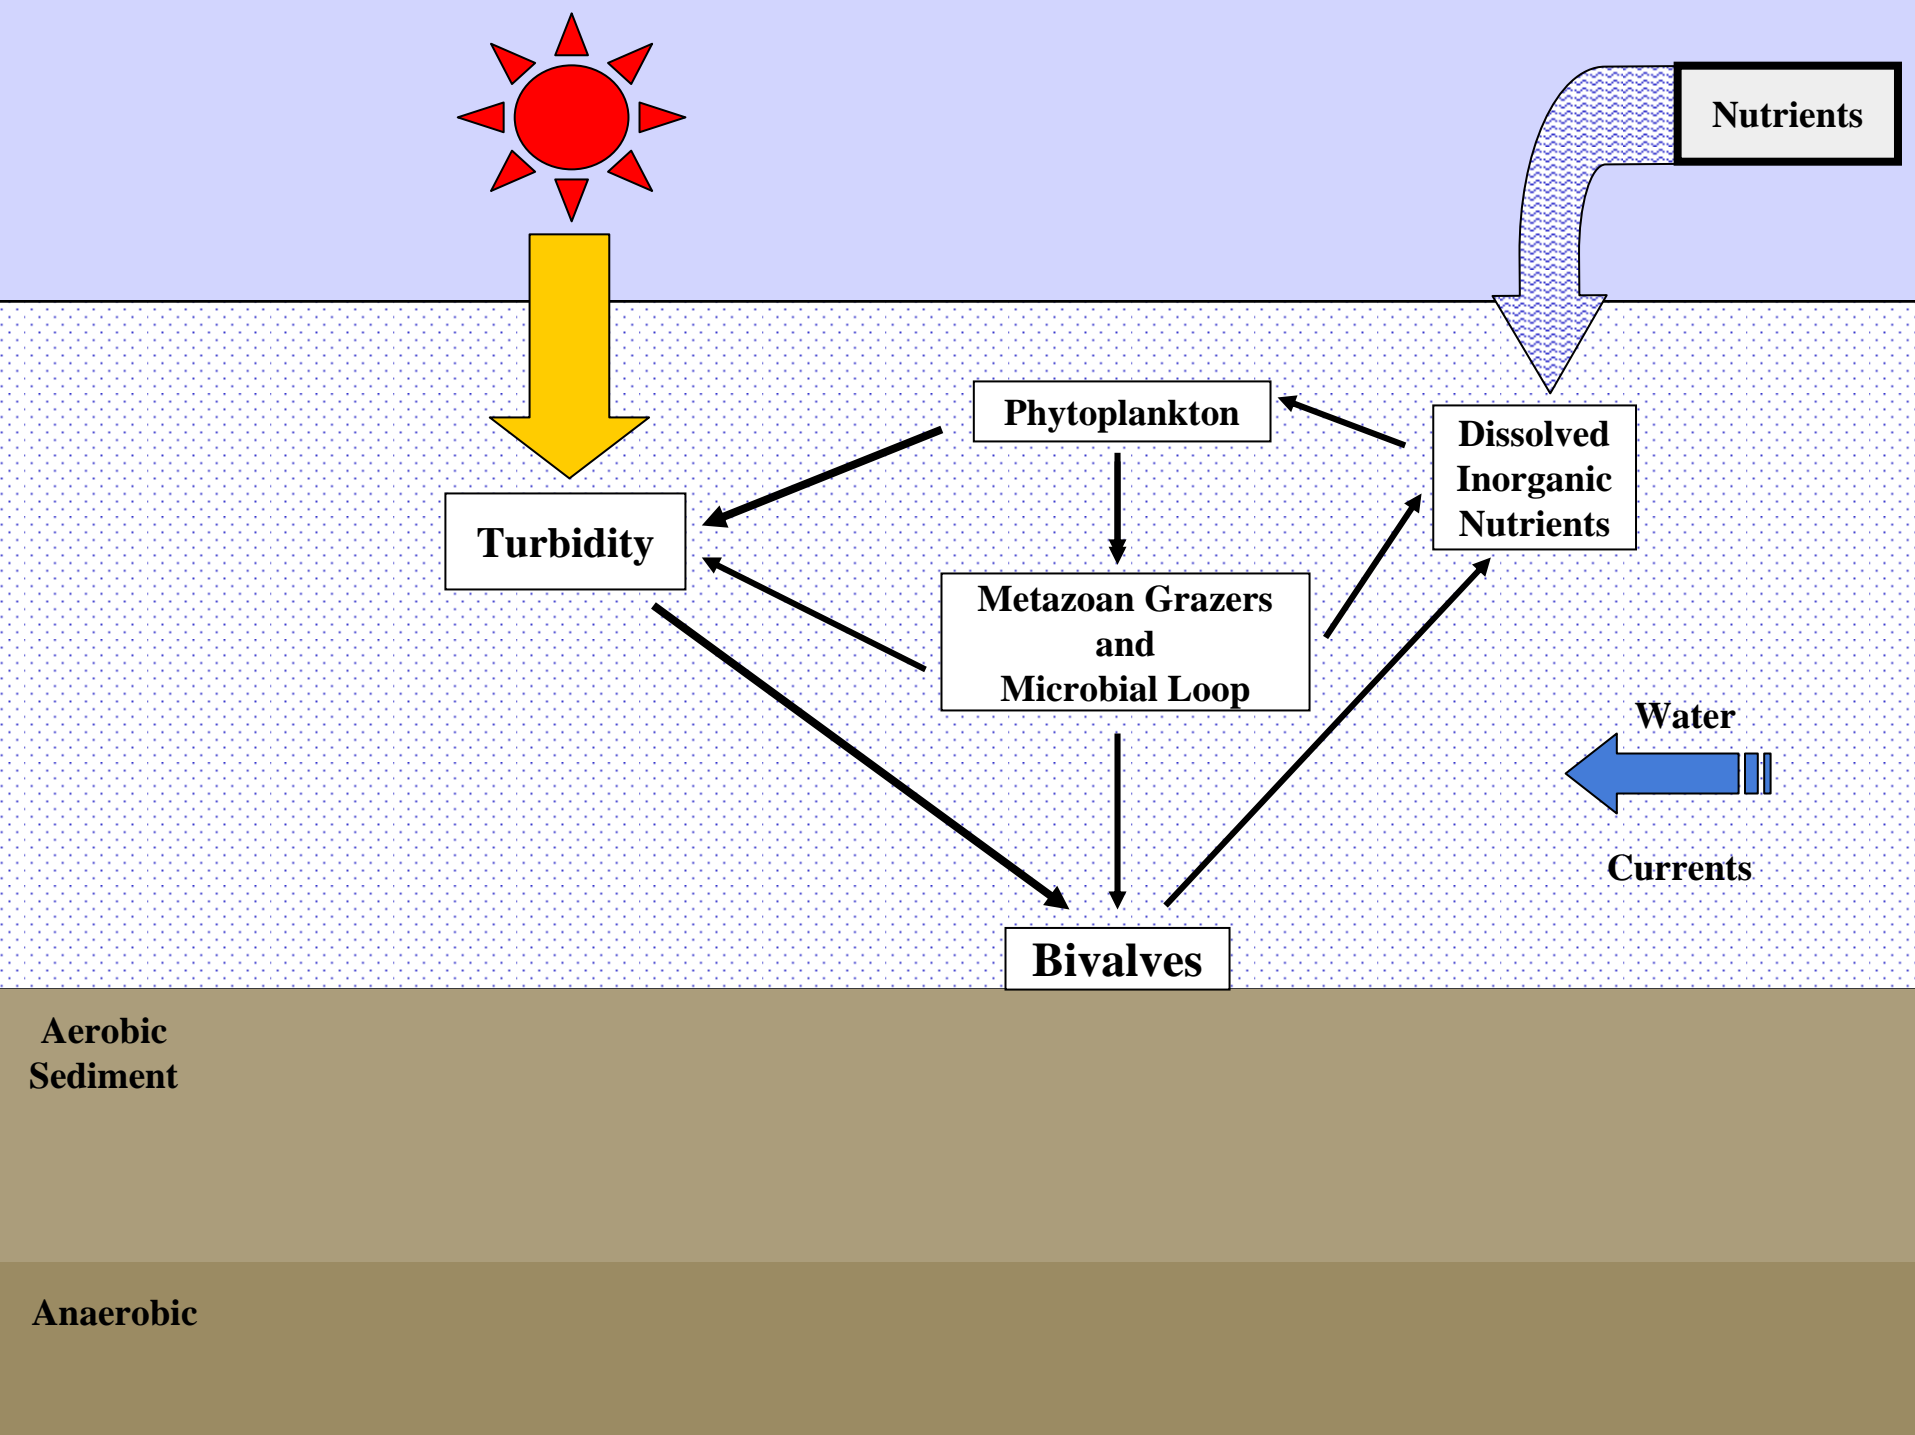 Nutrients
Phytoplankton
Dissolved
Inorganic
Nutrients
Turbidity
Metazoan Grazers
and
Microbial Loop
Water
Currents
Bivalves
Aerobic
Sediment
Anaerobic